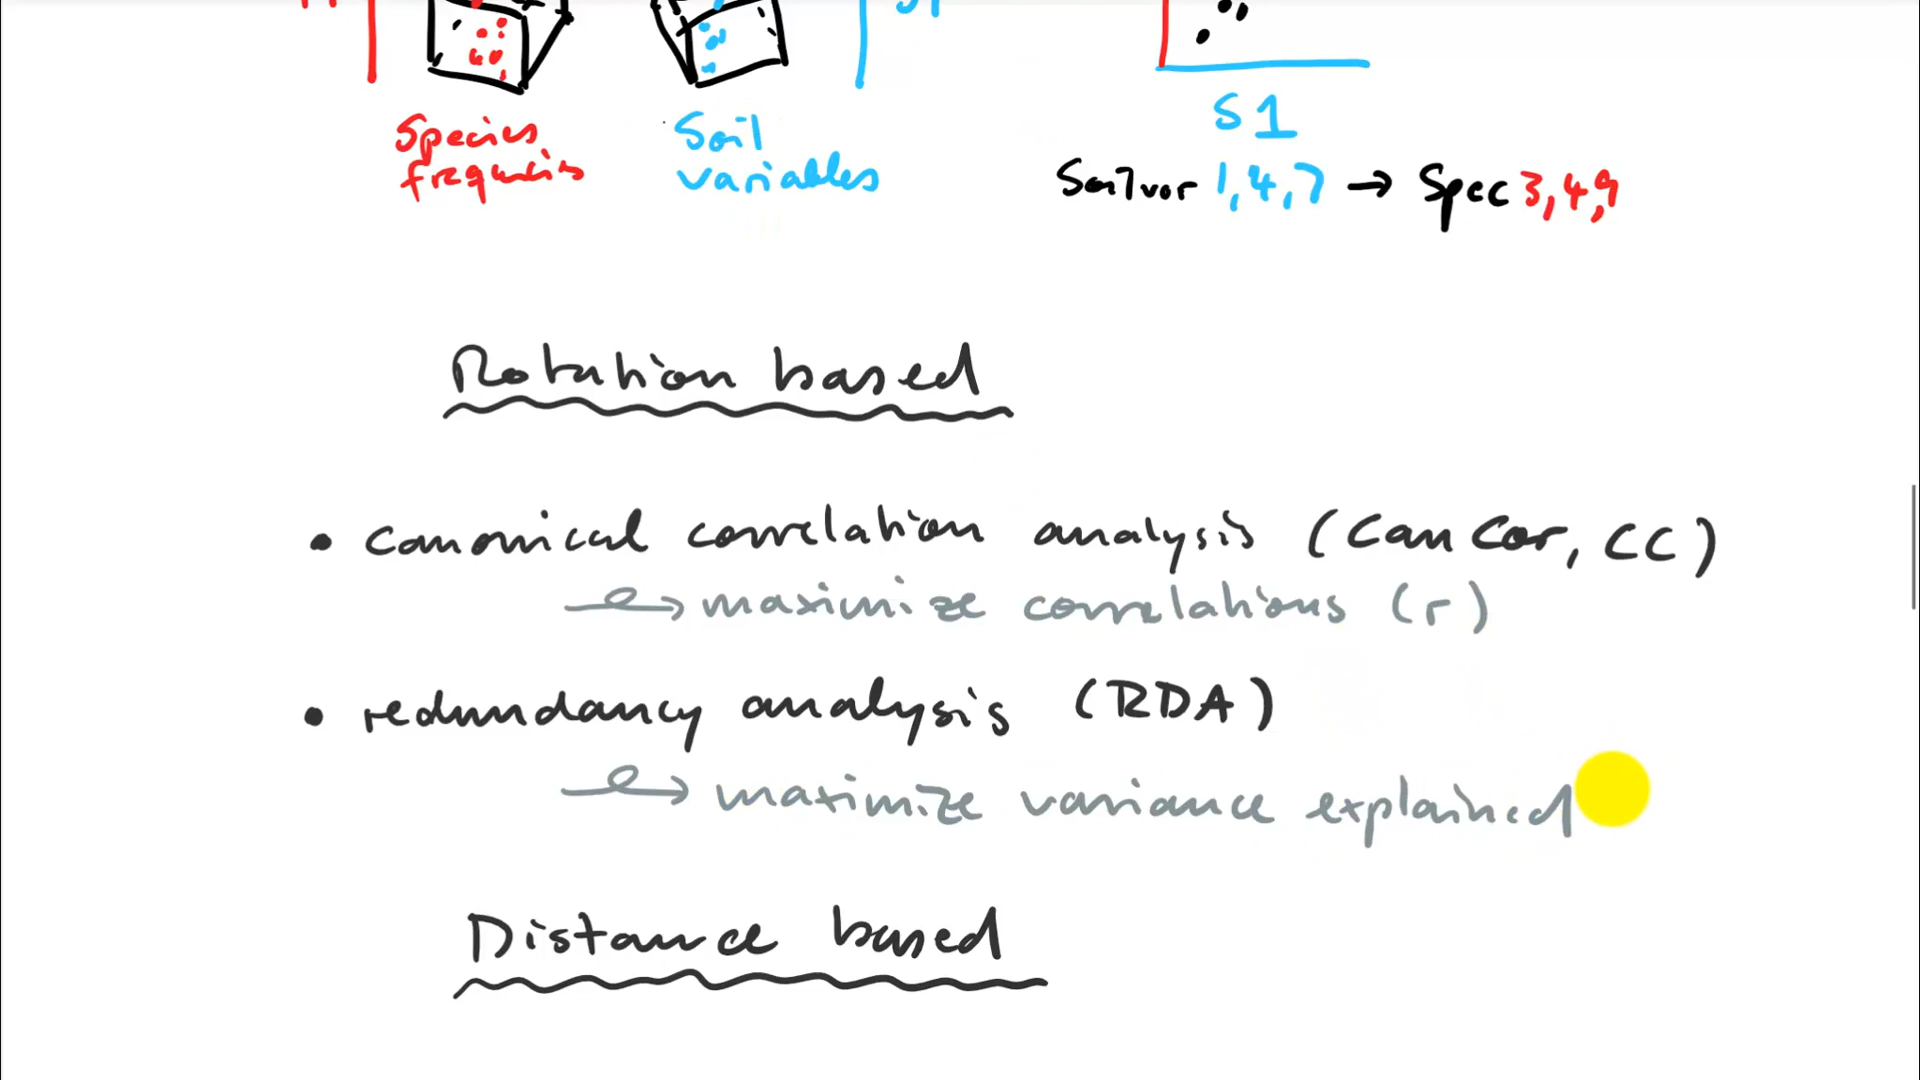 Species
frequencies
Soil
variables
S1
Soilvar 1,4,7 → Spec 3,4,9
Rotation based
• canonical correlation analysis (CanCor, CC)
↪ maximize correlations (r)
• redundancy analysis (RDA)
↪ maximize variance explained
Distance based